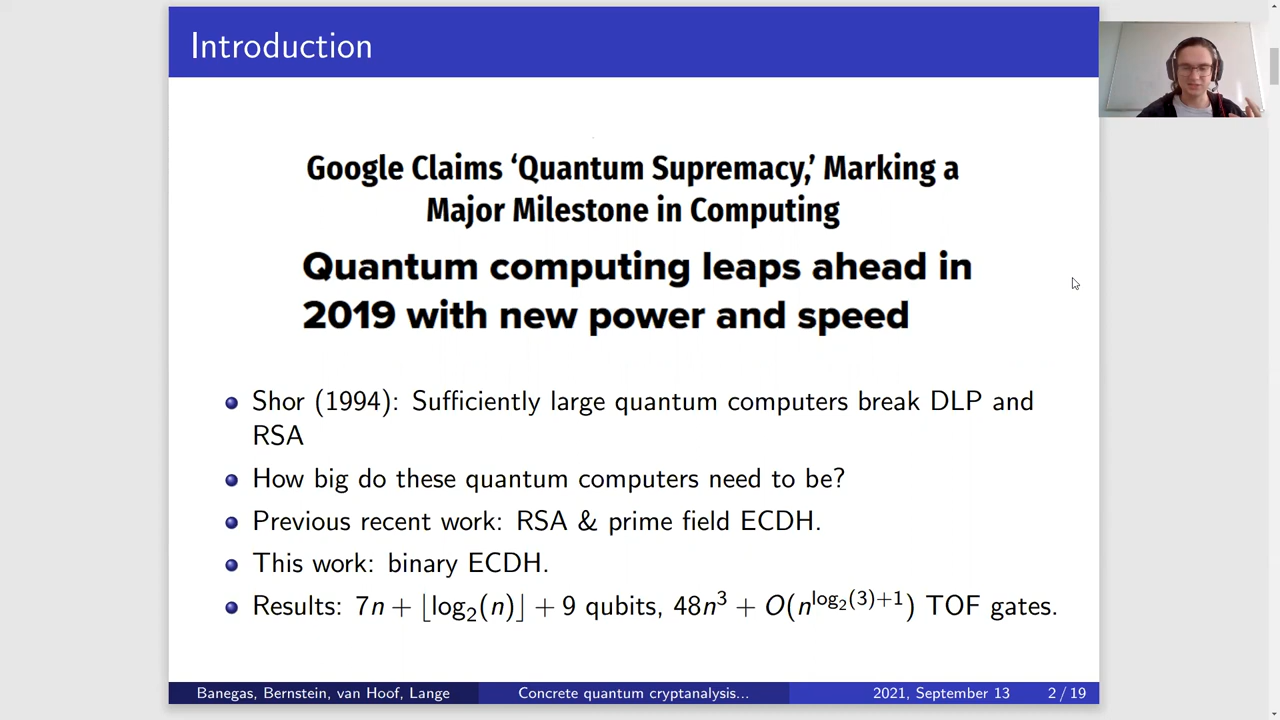 Introduction
Google Claims ‘Quantum Supremacy,’ Marking a
Major Milestone in Computing
Quantum computing leaps ahead in
2019 with new power and speed
Shor (1994): Sufficiently large quantum computers break DLP and
RSA
How big do these quantum computers need to be?
Previous recent work: RSA & prime field ECDH.
This work: binary ECDH.
Results: 7n + ⌊log₂(n)⌋ + 9 qubits, 48n³ + O(n^{log₂(3)+1}) TOF gates.
Banegas, Bernstein, van Hoof, Lange Concrete quantum cryptanalysis... 2021, September 13 2 / 19